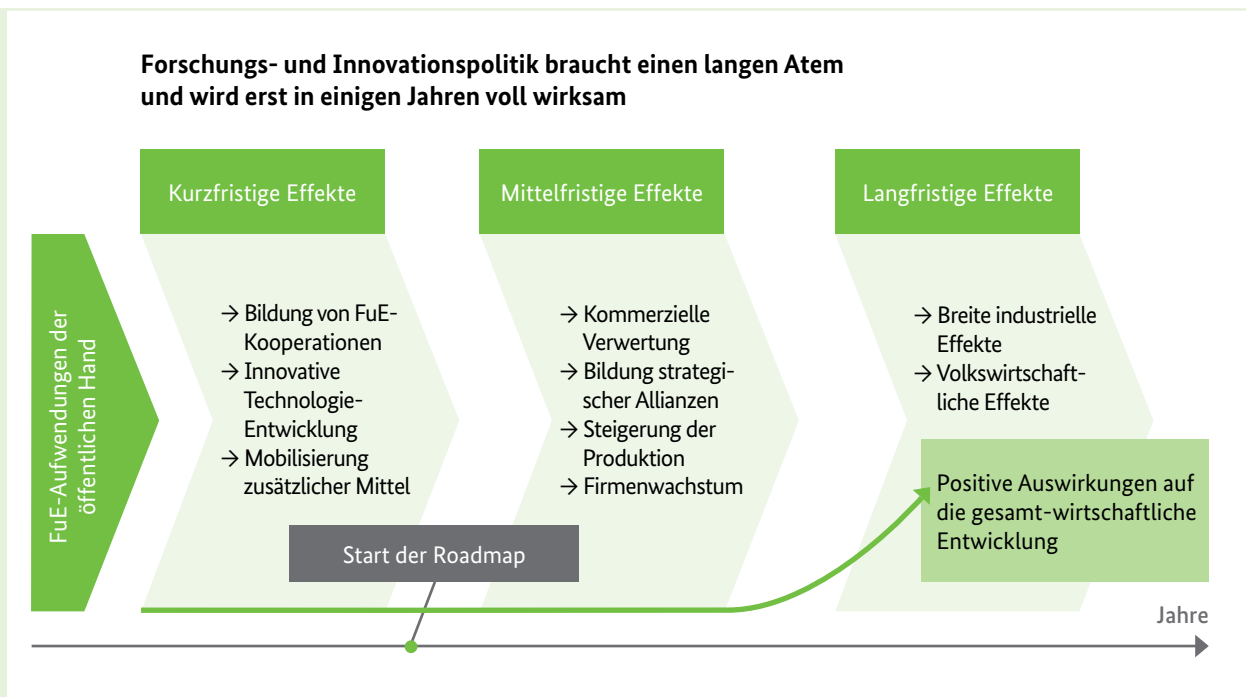 Forschungs- und Innovationspolitik braucht einen langen Atem
und wird erst in einigen Jahren voll wirksam
FuE-Aufwendungen der
öffentlichen Hand
Kurzfristige Effekte
→ Bildung von FuE-
Kooperationen
→ Innovative
Technologie-
Entwicklung
→ Mobilisierung
zusätzlicher Mittel
Mittelfristige Effekte
→ Kommerzielle
Verwertung
→ Bildung strategi-
scher Allianzen
→ Steigerung der
Produktion
→ Firmenwachstum
Langfristige Effekte
→ Breite industrielle
Effekte
→ Volkswirtschaft-
liche Effekte
Positive Auswirkungen auf
die gesamt-wirtschaftliche
Entwicklung
Start der Roadmap
Jahre